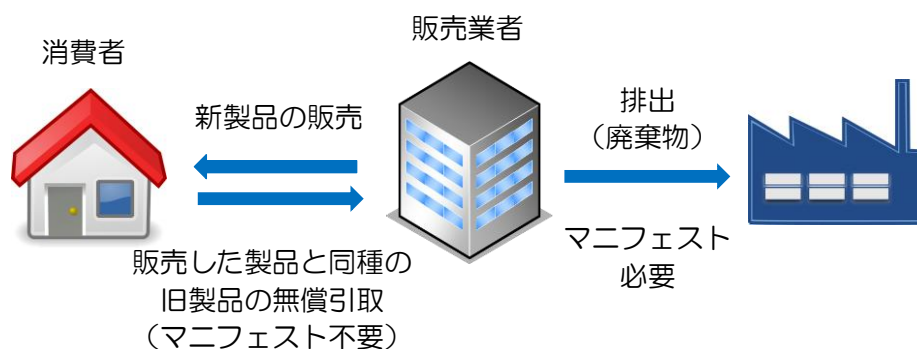 消費者
販売業者
新製品の販売
販売した製品と同種の
旧製品の無償引取
（マニフェスト不要）
排出
（廃棄物）
マニフェスト
必要